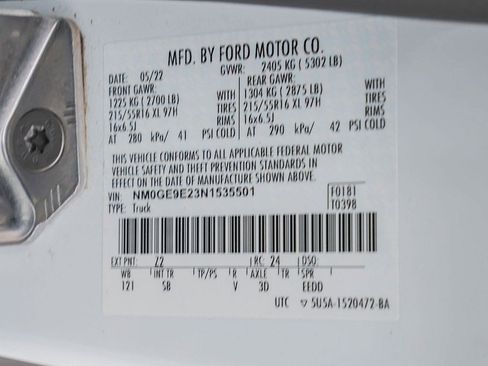 MFD. BY FORD MOTOR CO.
DATE: 05/22 GVWR: 2405 KG ( 5302 LB)
FRONT GAWR: REAR GAWR:
1225 KG ( 2700 LB) 1304 KG ( 2875 LB)
215/55R16 XL 97H TIRES 215/55R16 XL 97H TIRES
16x6.5J RIMS 16x6.5J RIMS
AT 280 kPa/ 41 PSI COLD AT 290 kPa/ 42 PSI COLD
THIS VEHICLE CONFORMS TO ALL APPLICABLE FEDERAL MOTOR
VEHICLE SAFETY AND THEFT PREVENTION STANDARDS IN
EFFECT ON THE DATE OF MANUFACTURE SHOWN ABOVE.
VIN: NM0GE9E23N1535501 F0181
TYPE: Truck T0398
EXT PNT: Z2 RC: 24 DSO:
WB INT TR TP/PS R AXLE TR SPR
121 SB V 3D EEDD
UTC ▽ 5U5A-1520472-BA